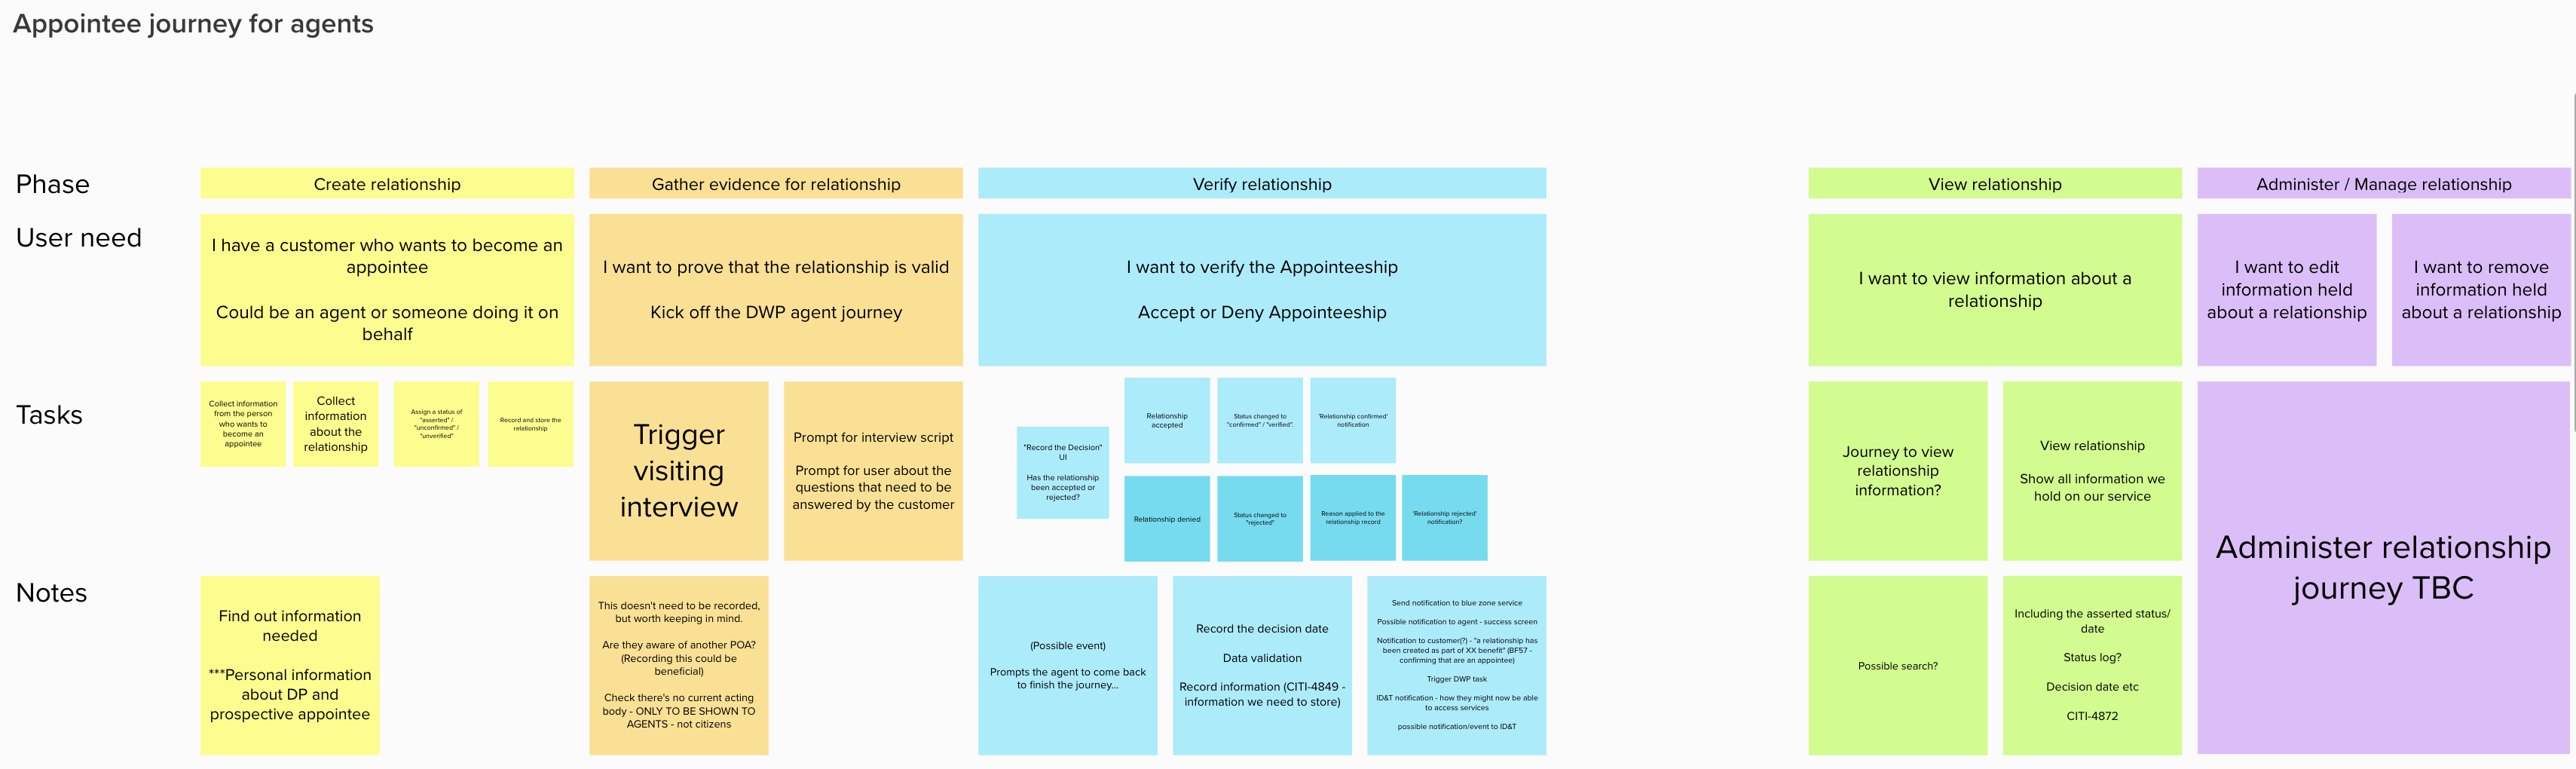 Appointee journey for agents
Phase
Create relationship
Gather evidence for relationship
Verify relationship
View relationship
Administer / Manage relationship
User need
I have a customer who wants to become an
appointee
Could be an agent or someone doing it on
behalf
I want to prove that the relationship is valid
Kick off the DWP agent journey
I want to verify the Appointeeship
Accept or Deny Appointeeship
I want to view information about a
relationship
I want to edit
information held
about a relationship
I want to remove
information held
about a relationship
Tasks
Collect information
from the person
who wants to
become an
appointee
Collect
information
about the
relationship
Assign a status of
"asserted" /
"unconfirmed" /
"unverified"
Record and store the
relationship
Trigger
visiting
interview
Prompt for interview script
Prompt for user about the
questions that need to be
answered by the customer
"Record the Decision"
UI
Has the relationship
been accepted or
rejected?
Relationship
accepted
Status changed to
"confirmed" / "verified".
'Relationship confirmed'
notification
Relationship denied
Status changed to
"rejected"
Reason applied to the
relationship record
'Relationship rejected'
notification?
Journey to view
relationship
information?
View relationship
Show all information we
hold on our service
Administer relationship
journey TBC
Notes
Find out information
needed
***Personal information
about DP and
prospective appointee
This doesn't need to be recorded,
but worth keeping in mind.
Are they aware of another POA?
(Recording this could be
beneficial)
Check there's no current acting
body - ONLY TO BE SHOWN TO
AGENTS - not citizens
(Possible event)
Prompts the agent to come back
to finish the journey...
Record the decision date
Data validation
Record information (CITI-4849 -
information we need to store)
Send notification to blue zone service
Possible notification to agent - success screen
Notification to customer(?) - "a relationship has
been created as part of XX benefit" (BF57 -
confirming that are an appointee)
Trigger DWP task
ID&T notification - how they might now be able
to access services
possible notification/event to ID&T
Possible search?
Including the asserted status/
date
Status log?
Decision date etc
CITI-4872